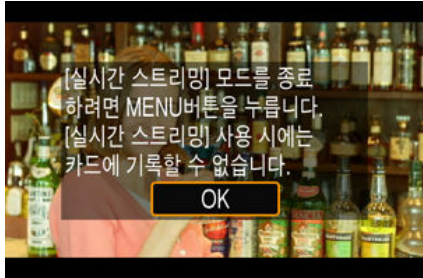 [실시간 스트리밍] 모드를 종료
하려면 MENU버튼을 누릅니다.
[실시간 스트리밍] 사용 시에는
카드에 기록할 수 없습니다.
OK